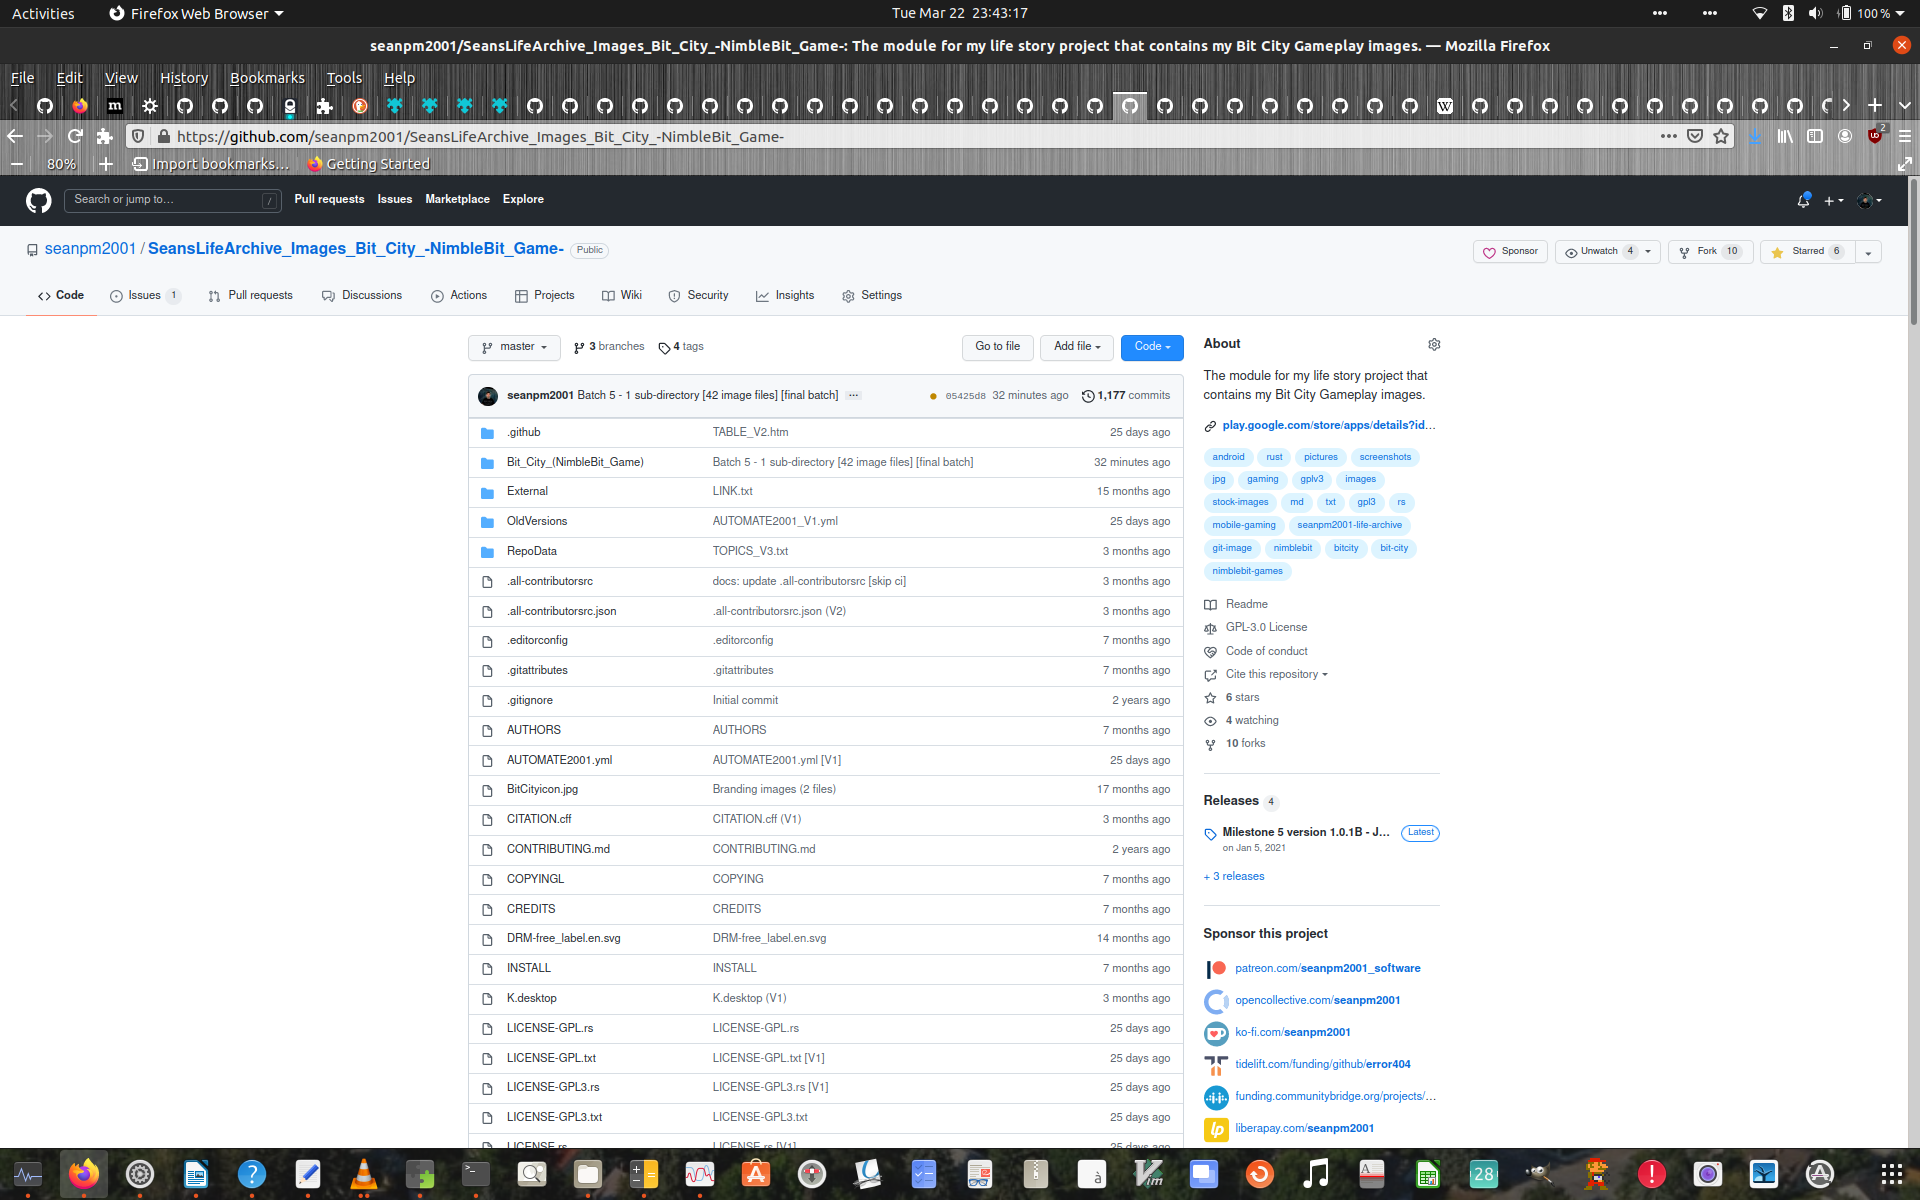 Activities
Firefox Web Browser
Tue Mar 22 23:43:17
100 %
seanpm2001/SeansLifeArchive_Images_Bit_City_-NimbleBit_Game-: The module for my life story project that contains my Bit City Gameplay images. — Mozilla Firefox
File Edit View History Bookmarks Tools Help
https://github.com/seanpm2001/SeansLifeArchive_Images_Bit_City_-NimbleBit_Game-
2
80%
Import bookmarks…
Getting Started
Search or jump to…
/
Pull requests Issues Marketplace Explore
seanpm2001 / SeansLifeArchive_Images_Bit_City_-NimbleBit_Game- Public
Sponsor
Unwatch 4
Fork 10
Starred 6
Code
Issues 1
Pull requests
Discussions
Actions
Projects
Wiki
Security
Insights
Settings
master
3 branches
4 tags
Go to file
Add file
Code
seanpm2001 Batch 5 - 1 sub-directory [42 image files] [final batch] ··· 05425d8 32 minutes ago 1,177 commits
.github TABLE_V2.htm 25 days ago
Bit_City_(NimbleBit_Game) Batch 5 - 1 sub-directory [42 image files] [final batch] 32 minutes ago
External LINK.txt 15 months ago
OldVersions AUTOMATE2001_V1.yml 25 days ago
RepoData TOPICS_V3.txt 3 months ago
.all-contributorsrc docs: update .all-contributorsrc [skip ci] 3 months ago
.all-contributorsrc.json .all-contributorsrc.json (V2) 3 months ago
.editorconfig .editorconfig 7 months ago
.gitattributes .gitattributes 7 months ago
.gitignore Initial commit 2 years ago
AUTHORS AUTHORS 7 months ago
AUTOMATE2001.yml AUTOMATE2001.yml [V1] 25 days ago
BitCityicon.jpg Branding images (2 files) 17 months ago
CITATION.cff CITATION.cff (V1) 3 months ago
CONTRIBUTING.md CONTRIBUTING.md 2 years ago
COPYINGL COPYING 7 months ago
CREDITS CREDITS 7 months ago
DRM-free_label.en.svg DRM-free_label.en.svg 14 months ago
INSTALL INSTALL 7 months ago
K.desktop K.desktop (V1) 3 months ago
LICENSE-GPL.rs LICENSE-GPL.rs 25 days ago
LICENSE-GPL.txt LICENSE-GPL.txt [V1] 25 days ago
LICENSE-GPL3.rs LICENSE-GPL3.rs [V1] 25 days ago
LICENSE-GPL3.txt LICENSE-GPL3.txt 25 days ago
LICENSE.rs LICENSE.rs [V1] 25 days ago
About
The module for my life story project that
contains my Bit City Gameplay images.
play.google.com/store/apps/details?id…
android rust pictures screenshots
jpg gaming gplv3 images
stock-images md txt gpl3 rs
mobile-gaming seanpm2001-life-archive
git-image nimblebit bitcity bit-city
nimblebit-games
Readme
GPL-3.0 License
Code of conduct
Cite this repository
6 stars
4 watching
10 forks
Releases 4
Milestone 5 version 1.0.1B - J… Latest
on Jan 5, 2021
+ 3 releases
Sponsor this project
patreon.com/seanpm2001_software
opencollective.com/seanpm2001
ko-fi.com/seanpm2001
tidelift.com/funding/github/error404
funding.communitybridge.org/projects/…
liberapay.com/seanpm2001
28